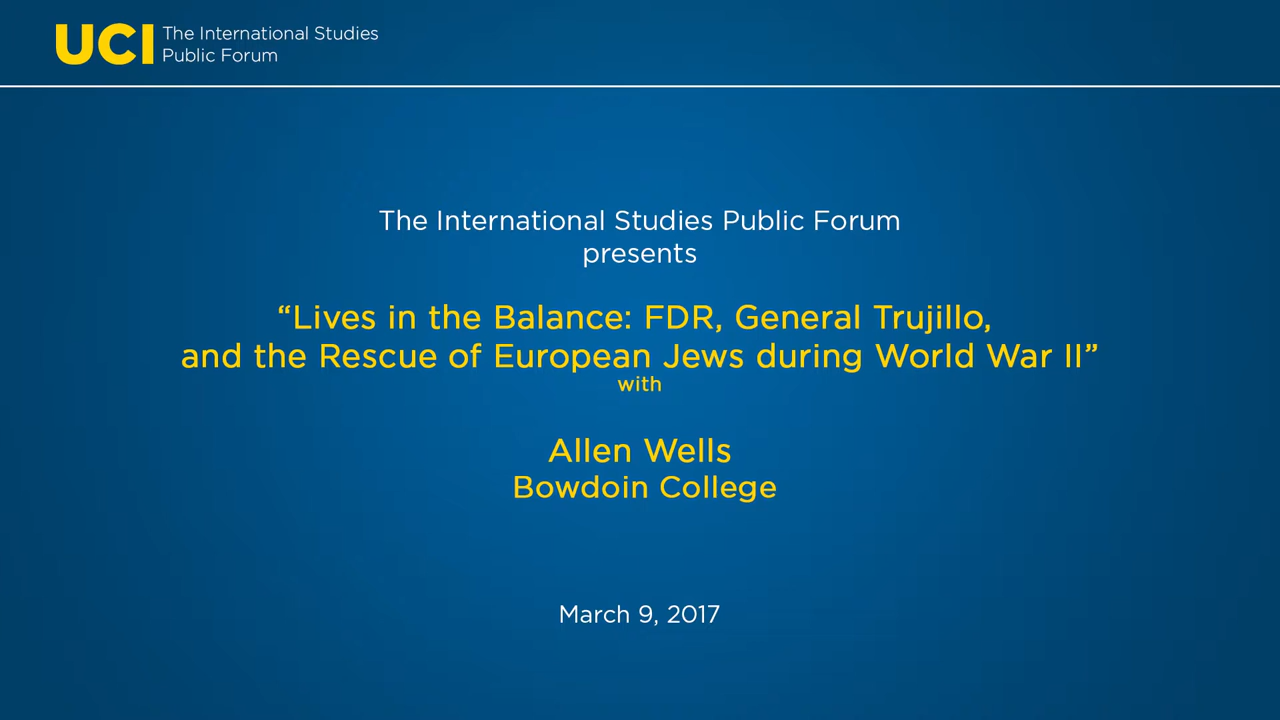 UCI The International Studies
Public Forum
The International Studies Public Forum
presents
“Lives in the Balance: FDR, General Trujillo,
and the Rescue of European Jews during World War II”
with
Allen Wells
Bowdoin College
March 9, 2017